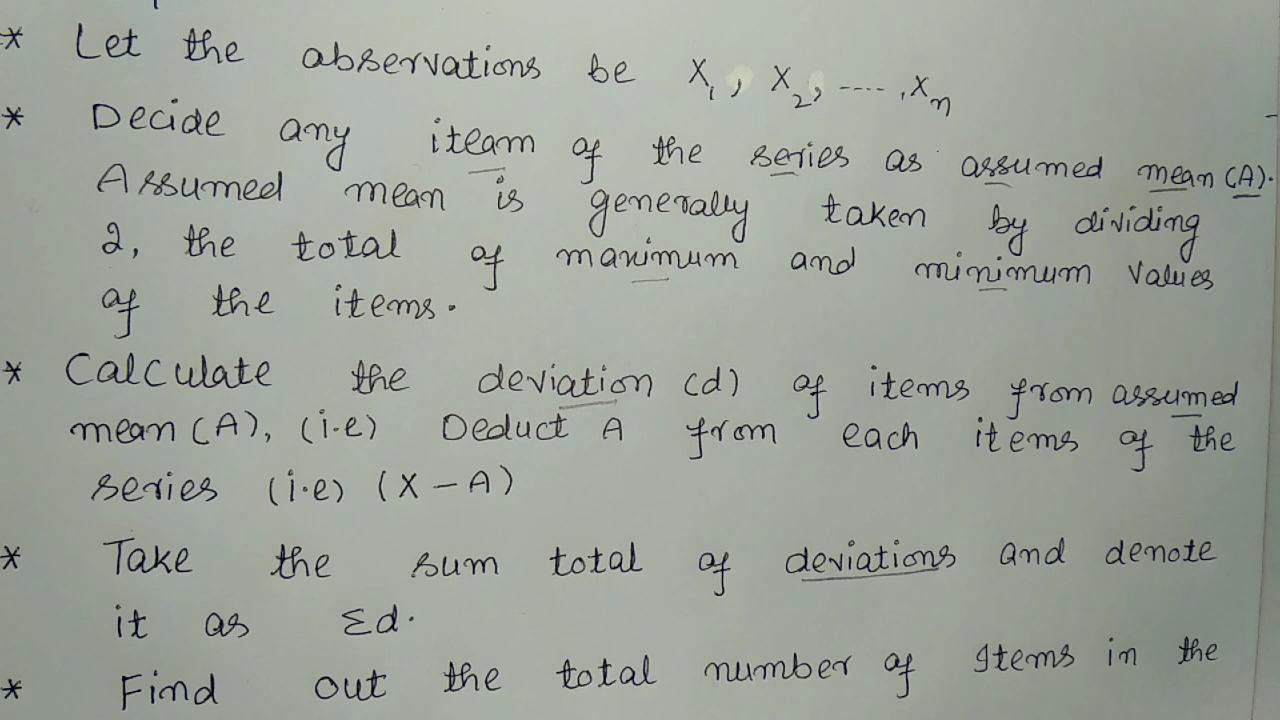 * Let the observations be X₁, X₂, ...., Xₙ
* Decide any iteam of the series as assumed mean (A).
Assumed mean is generally taken by dividing
2, the total of maximum and minimum values
of the items.
* Calculate the deviation (d) of items from assumed
mean (A), (i.e) Deduct A from each items of the
series (i.e) (X - A)
* Take the sum total of deviations and denote
it as Σd.
* Find out the total number of Items in the